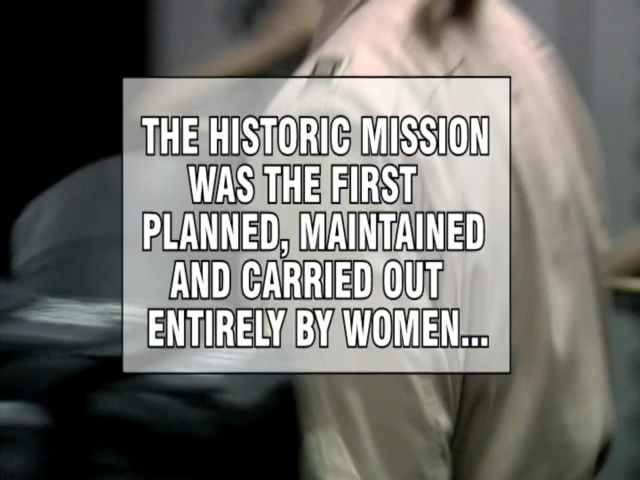 THE HISTORIC MISSION
WAS THE FIRST
PLANNED, MAINTAINED
AND CARRIED OUT
ENTIRELY BY WOMEN...